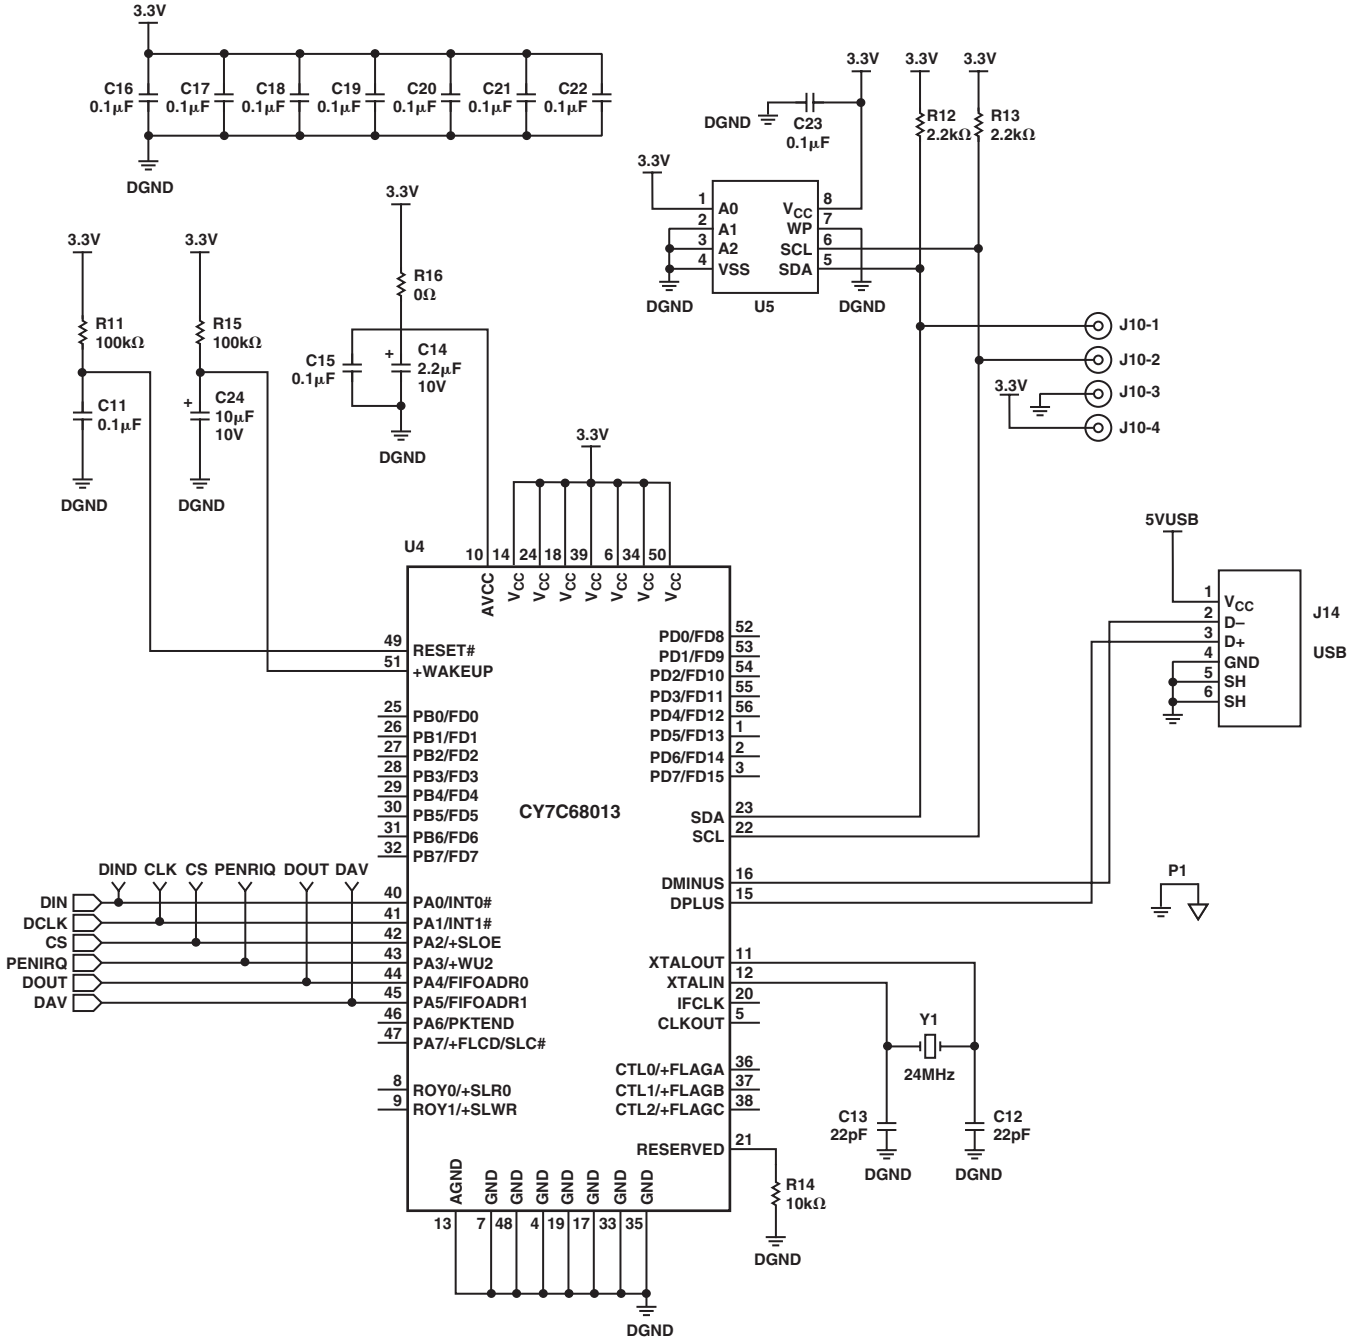 3.3V
C16
0.1µF
C17
0.1µF
C18
0.1µF
C19
0.1µF
C20
0.1µF
C21
0.1µF
C22
0.1µF
DGND
3.3V
3.3V
3.3V
DGND
C23
0.1µF
R12
2.2kΩ
R13
2.2kΩ
3.3V
1
2
3
4
A0
A1
A2
VSS
VCC
WP
SCL
SDA
8
7
6
5
DGND
U5
DGND
J10-1
J10-2
3.3V
J10-3
J10-4
3.3V
R11
100kΩ
C11
0.1µF
DGND
3.3V
R15
100kΩ
+
C24
10µF
10V
DGND
3.3V
R16
0Ω
C15
0.1µF
+
C14
2.2µF
10V
DGND
3.3V
U4
10 14 24 18 39 6 34 50
AVCC VCC VCC VCC VCC VCC VCC VCC
49 RESET#
51 +WAKEUP
25 PB0/FD0
26 PB1/FD1
27 PB2/FD2
28 PB3/FD3
29 PB4/FD4
30 PB5/FD5
31 PB6/FD6
32 PB7/FD7
CY7C68013
DIND CLK CS PENRIQ DOUT DAV
DIN 40 PA0/INT0#
DCLK 41 PA1/INT1#
CS 42 PA2/+SLOE
PENIRQ 43 PA3/+WU2
DOUT 44 PA4/FIFOADR0
DAV 45 PA5/FIFOADR1
46 PA6/PKTEND
47 PA7/+FLCD/SLC#
8 ROY0/+SLR0
9 ROY1/+SLWR
PD0/FD8 52
PD1/FD9 53
PD2/FD10 54
PD3/FD11 55
PD4/FD12 56
PD5/FD13 1
PD6/FD14 2
PD7/FD15 3
SDA 23
SCL 22
DMINUS 16
DPLUS 15
XTALOUT 11
XTALIN 12
IFCLK 20
CLKOUT 5
CTL0/+FLAGA 36
CTL1/+FLAGB 37
CTL2/+FLAGC 38
RESERVED 21
AGND GND GND GND GND GND GND GND
13 7 48 4 19 17 33 35
DGND
R14
10kΩ
DGND
Y1
24MHz
C13
22pF
DGND
C12
22pF
DGND
5VUSB
1 VCC
2 D–
3 D+
4 GND
5 SH
6 SH
J14
USB
P1